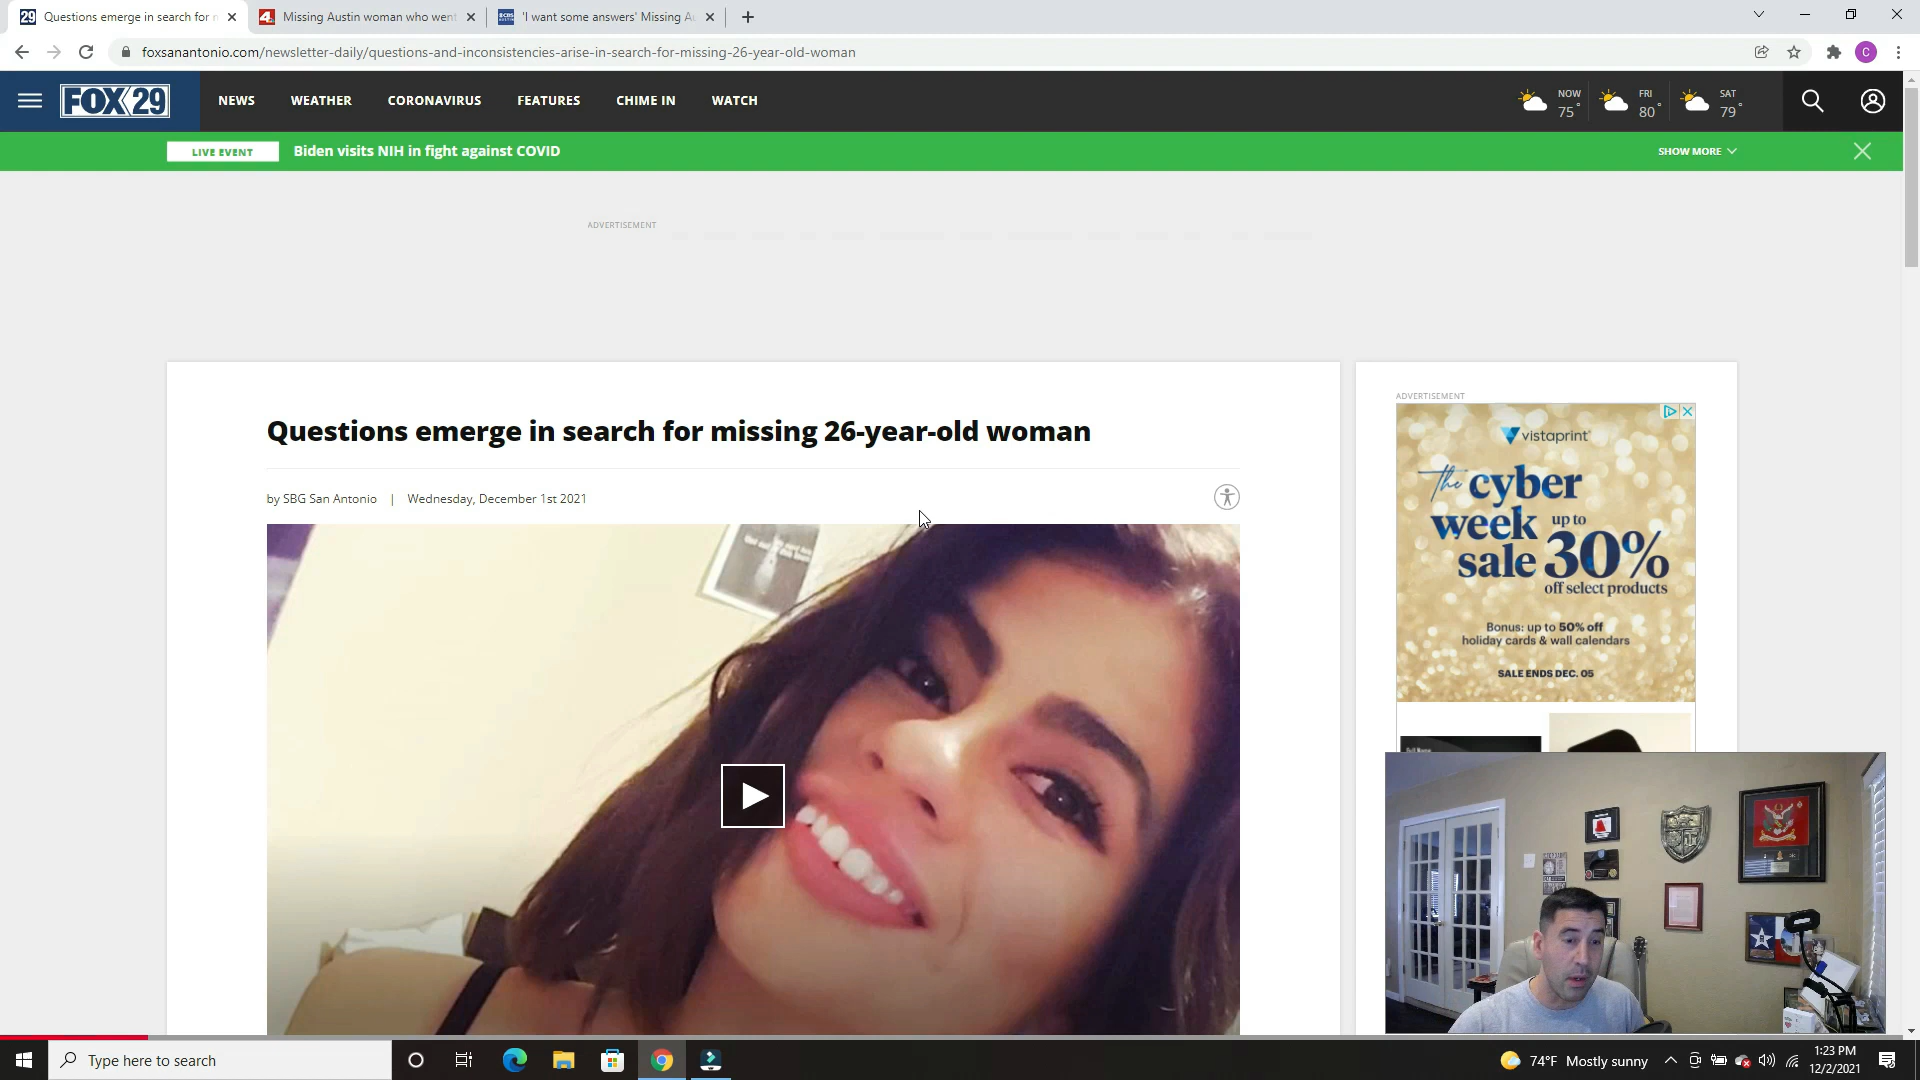 Questions emerge in search for
Missing Austin woman who went
'I want some answers' Missing Au
foxsanantonio.com/newsletter-daily/questions-and-inconsistencies-arise-in-search-for-missing-26-year-old-woman
C
FOX 29
NEWS
WEATHER
CORONAVIRUS
FEATURES
CHIME IN
WATCH
NOW
75°
FRI
80°
SAT
79°
LIVE EVENT
Biden visits NIH in fight against COVID
SHOW MORE
ADVERTISEMENT
Questions emerge in search for missing 26-year-old woman
by SBG San Antonio | Wednesday, December 1st 2021
ADVERTISEMENT
vistaprint
the cyber
week up to
sale 30%
off select products
Bonus: up to 50% off
holiday cards & wall calendars
SALE ENDS DEC. 05
Type here to search
74°F Mostly sunny
1:23 PM
12/2/2021